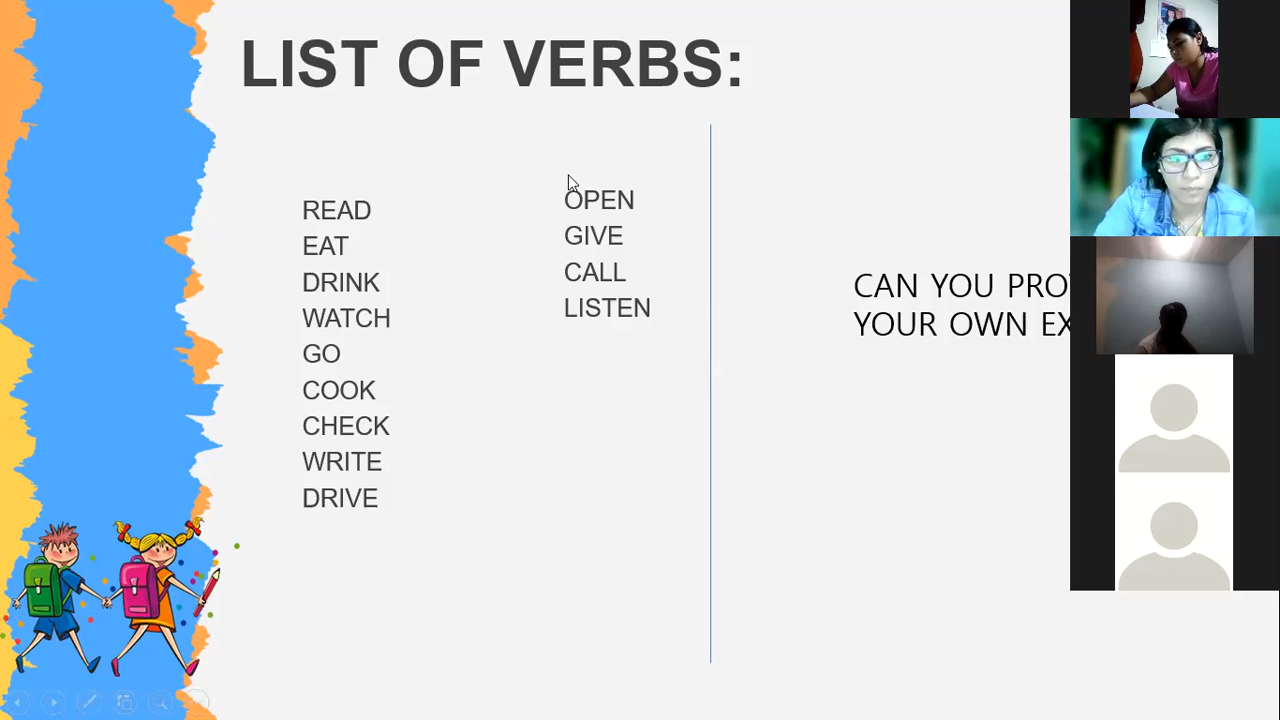 LIST OF VERBS:
READ
EAT
DRINK
WATCH
GO
COOK
CHECK
WRITE
DRIVE
OPEN
GIVE
CALL
LISTEN
CAN YOU
YOUR OWN